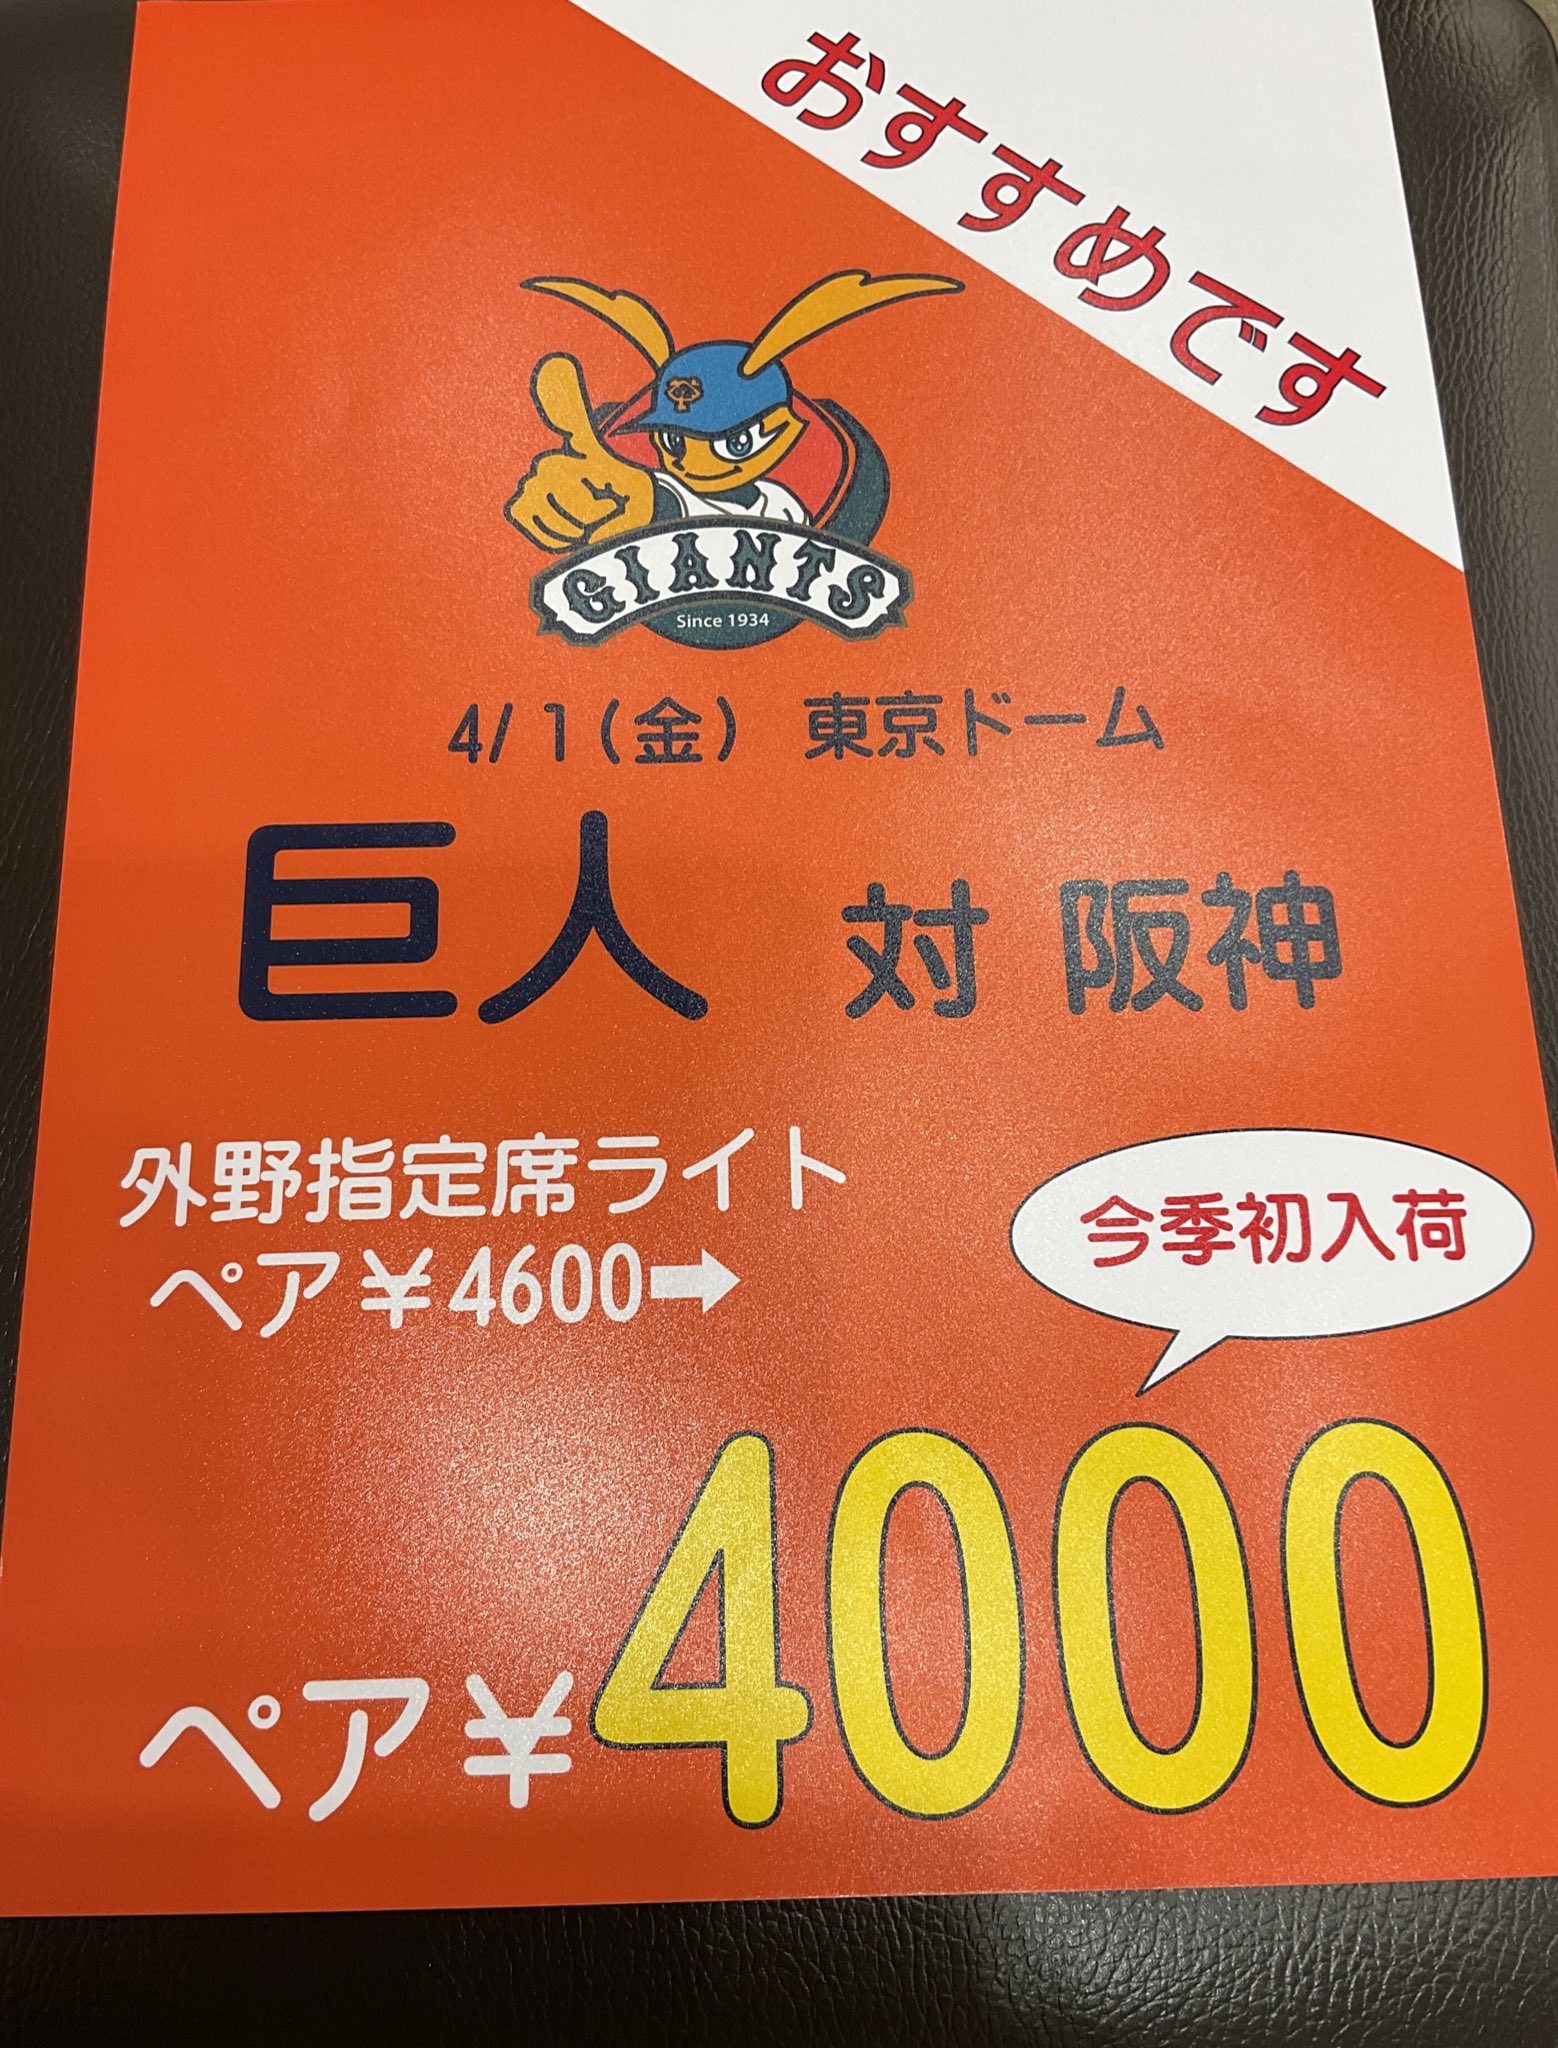 おすすめです
GIANTS
Since 1934
4/1(金) 東京ドーム
巨人 対 阪神
外野指定席ライト
ペア¥4600➡
今季初入荷
ペア¥4000